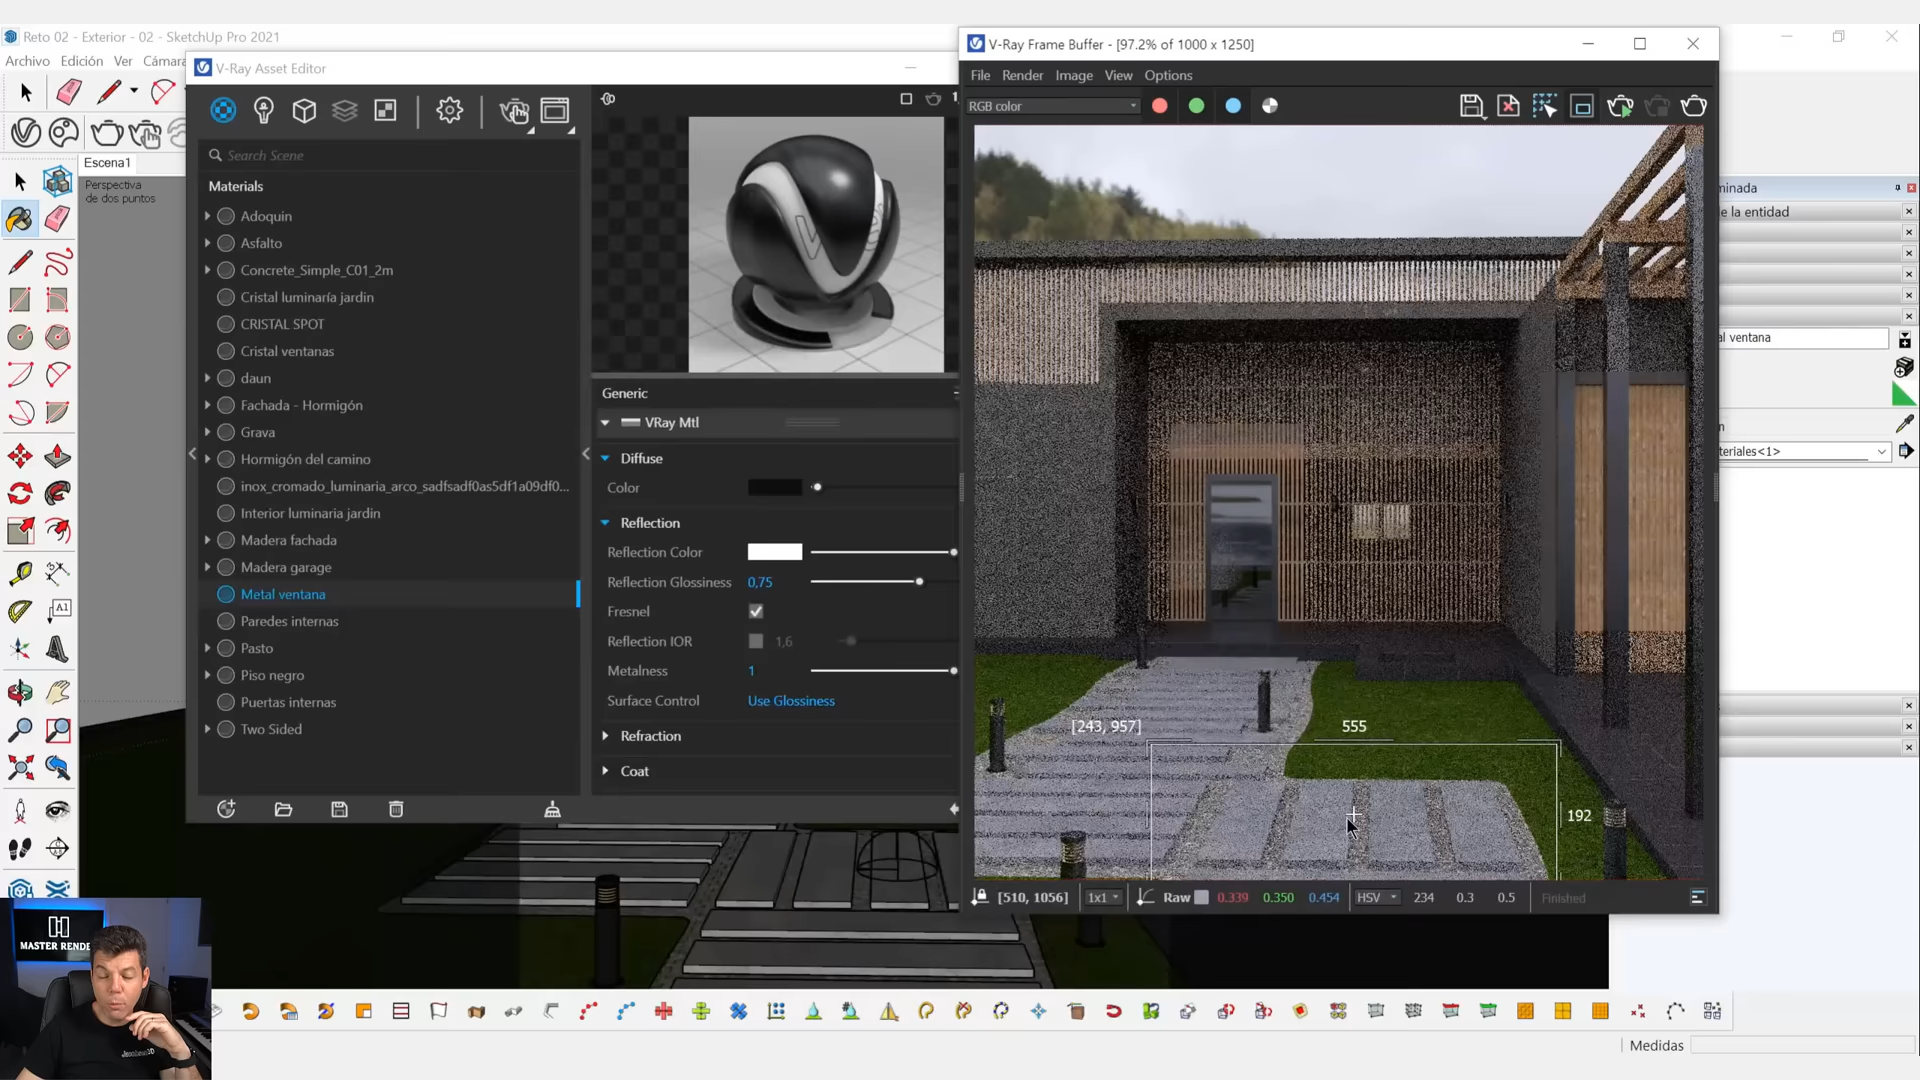 Reto 02 - Exterior - 02 - SketchUp Pro 2021
Archivo Edición Ver Cámara
Escena1
Perspectiva
de dos puntos
V-Ray Asset Editor
Search Scene
Materials
Adoquin
Asfalto
Concrete_Simple_C01_2m
Cristal luminaría jardin
CRISTAL SPOT
Cristal ventanas
daun
Fachada - Hormigón
Grava
Hormigón del camino
inox_cromado_luminaria_arco_sadfsadf0as5df1a09df0...
Interior luminaria jardin
Madera fachada
Madera garage
Metal ventana
Paredes internas
Pasto
Piso negro
Puertas internas
Two Sided
Generic
VRay Mtl
Diffuse
Color
Reflection
Reflection Color
Reflection Glossiness 0,75
Fresnel
Reflection IOR 1,6
Metalness 1
Surface Control Use Glossiness
Refraction
Coat
V-Ray Frame Buffer - [97.2% of 1000 x 1250]
File Render Image View Options
RGB color
[243, 957] 555
192
[510, 1056] 1x1 Raw 0.339 0.350 0.454 HSV 234 0.3 0.5 Finished
minada
e la entidad
al ventana
n
teriales<1>
A1
MASTER RENDE
Medidas